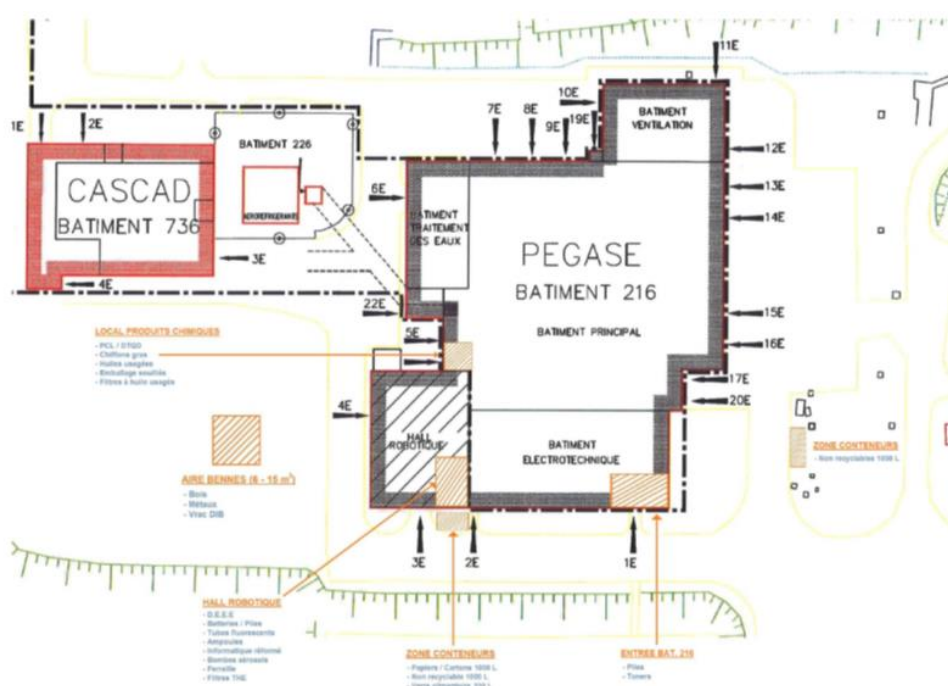 11E
10E
7E
8E
9E
19E
BATIMENT
VENTILATION
1E
2E
BATIMENT 226
12E
13E
14E
CASCAD
BATIMENT 736
AEROREFRIGERANTS
6E
BATIMENT
TRAITEMENT
DES EAUX
PEGASE
BATIMENT 216
BATIMENT PRINCIPAL
3E
4E
22E
15E
16E
5E
LOCAL PRODUITS CHIMIQUES
- PCL / DTQD
- Chiffons gras
- Huiles usagées
- Emballage souillés
- Filtres à huile usagés
17E
20E
4E
HALL
ROBOTIQUE
BATIMENT
ELECTROTECHNIQUE
ZONE CONTENEURS
- Non recyclables 1000 L
AIRE BENNES (6 - 15 m³)
- Bois
- Métaux
- Vrac DIB
3E
2E
1E
HALL ROBOTIQUE
- D.E.E.E
- Batteries / Piles
- Tubes fluorescents
- Ampoules
- Informatique réformé
- Bombes aérosols
- Ferraille
- Filtres THE
ZONE CONTENEURS
- Papiers / Cartons 1000 L
- Non recyclable 1000 L
ENTREE BAT. 216
- Piles
- Toners